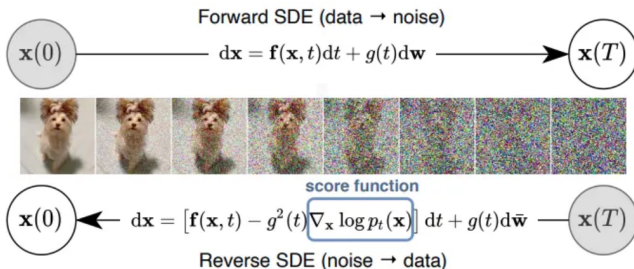 Forward SDE (data → noise)
x(0) dx = f(x, t)dt + g(t)dw x(T)
score function
x(0) dx = [f(x, t) − g²(t)∇ₓ log pₜ(x)] dt + g(t)dw̄ x(T)
Reverse SDE (noise → data)